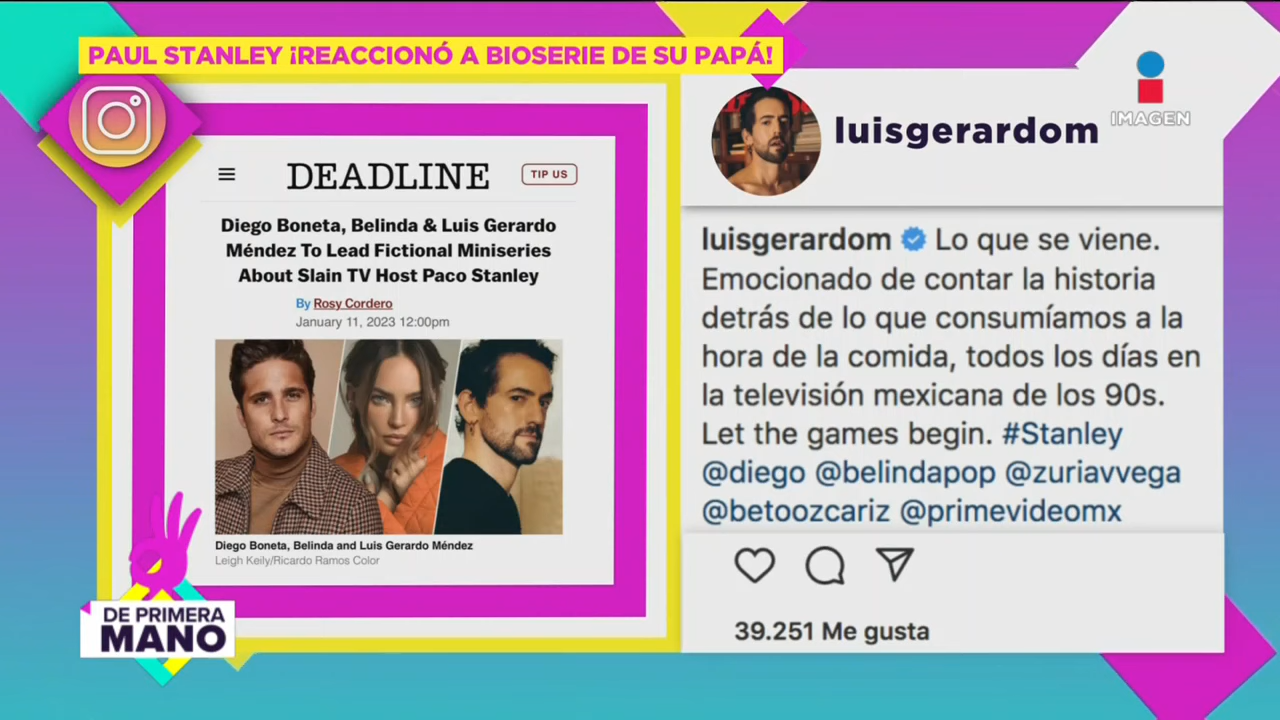 PAUL STANLEY ¡REACCIONÓ A BIOSERIE DE SU PAPÁ!
IMAGEN
DEADLINE
TIP US
Diego Boneta, Belinda & Luis Gerardo
Méndez To Lead Fictional Miniseries
About Slain TV Host Paco Stanley
By Rosy Cordero
January 11, 2023 12:00pm
Diego Boneta, Belinda and Luis Gerardo Méndez
Leigh Keily/Ricardo Ramos Color
luisgerardom
luisgerardom Lo que se viene.
Emocionado de contar la historia
detrás de lo que consumíamos a la
hora de la comida, todos los días en
la televisión mexicana de los 90s.
Let the games begin. #Stanley
@diego @belindapop @zuriavvega
@betoozcariz @primevideomx
39.251 Me gusta
DE PRIMERA
MANO